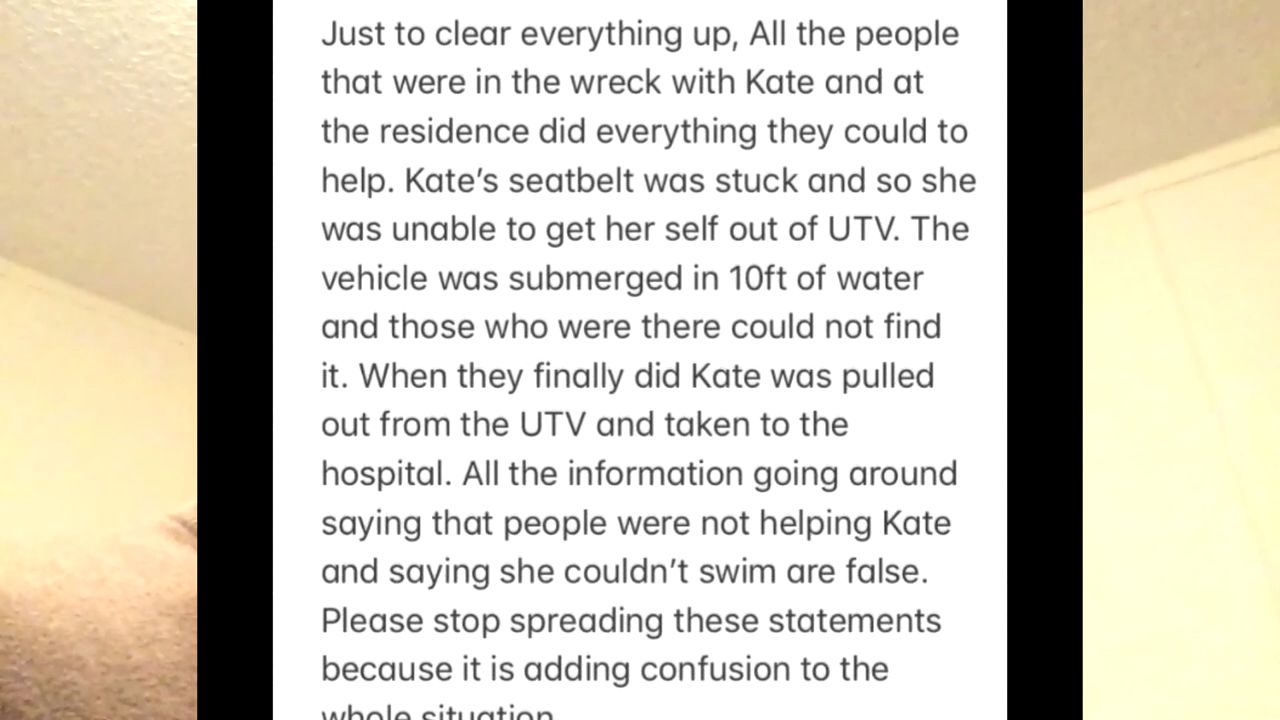 Just to clear everything up, All the people
that were in the wreck with Kate and at
the residence did everything they could to
help. Kate’s seatbelt was stuck and so she
was unable to get her self out of UTV. The
vehicle was submerged in 10ft of water
and those who were there could not find
it. When they finally did Kate was pulled
out from the UTV and taken to the
hospital. All the information going around
saying that people were not helping Kate
and saying she couldn’t swim are false.
Please stop spreading these statements
because it is adding confusion to the
whole situation